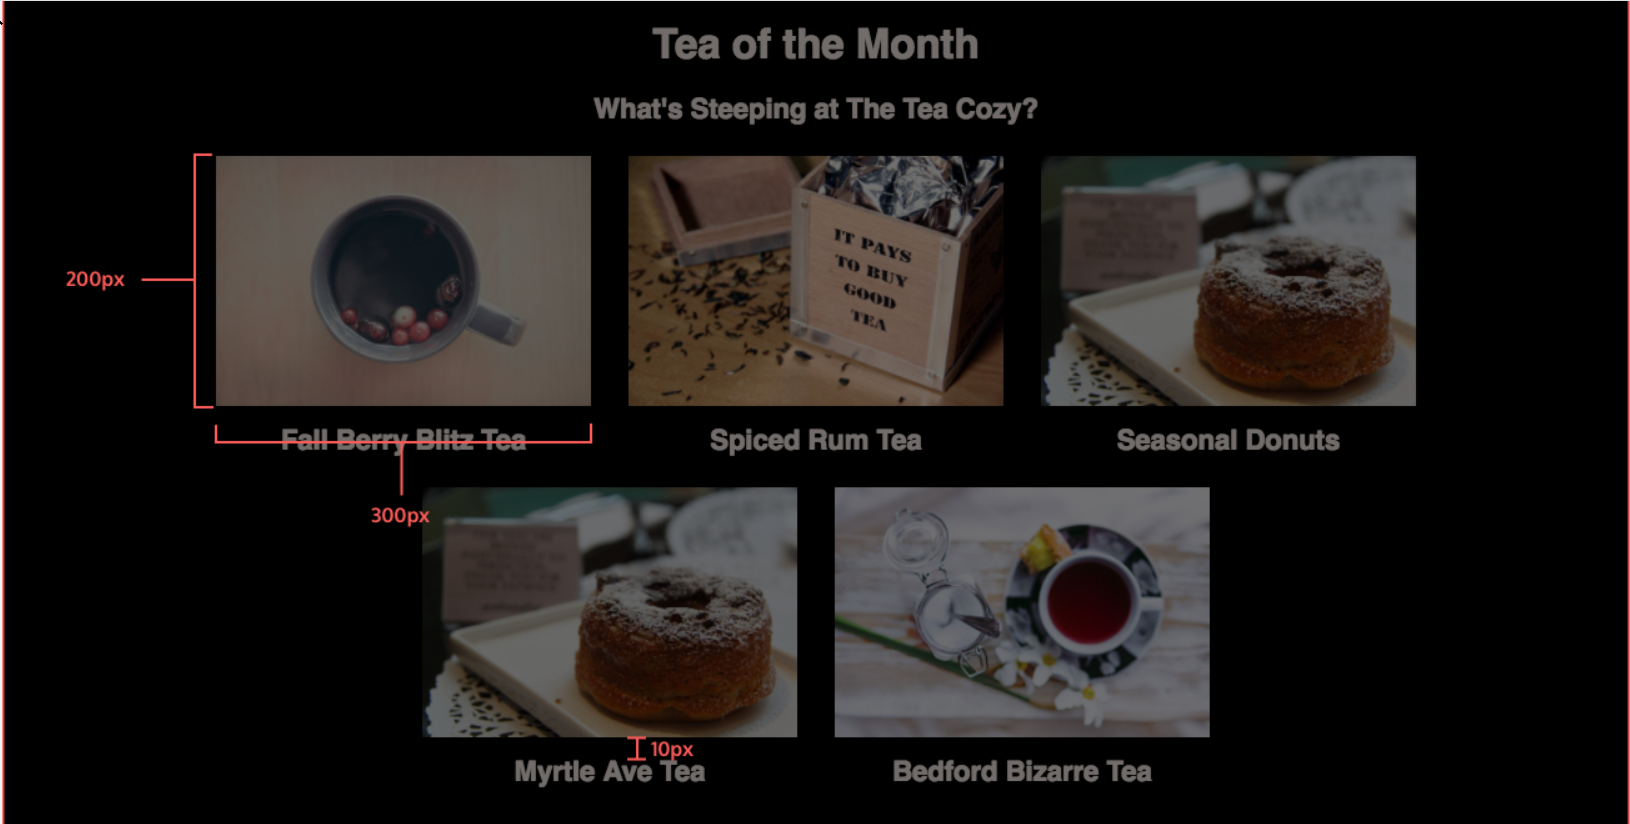 Tea of the Month
What's Steeping at The Tea Cozy?
200px
IT PAYS
TO BUY
GOOD
TEA
Fall Berry Blitz Tea
Spiced Rum Tea
Seasonal Donuts
300px
10px
Myrtle Ave Tea
Bedford Bizarre Tea